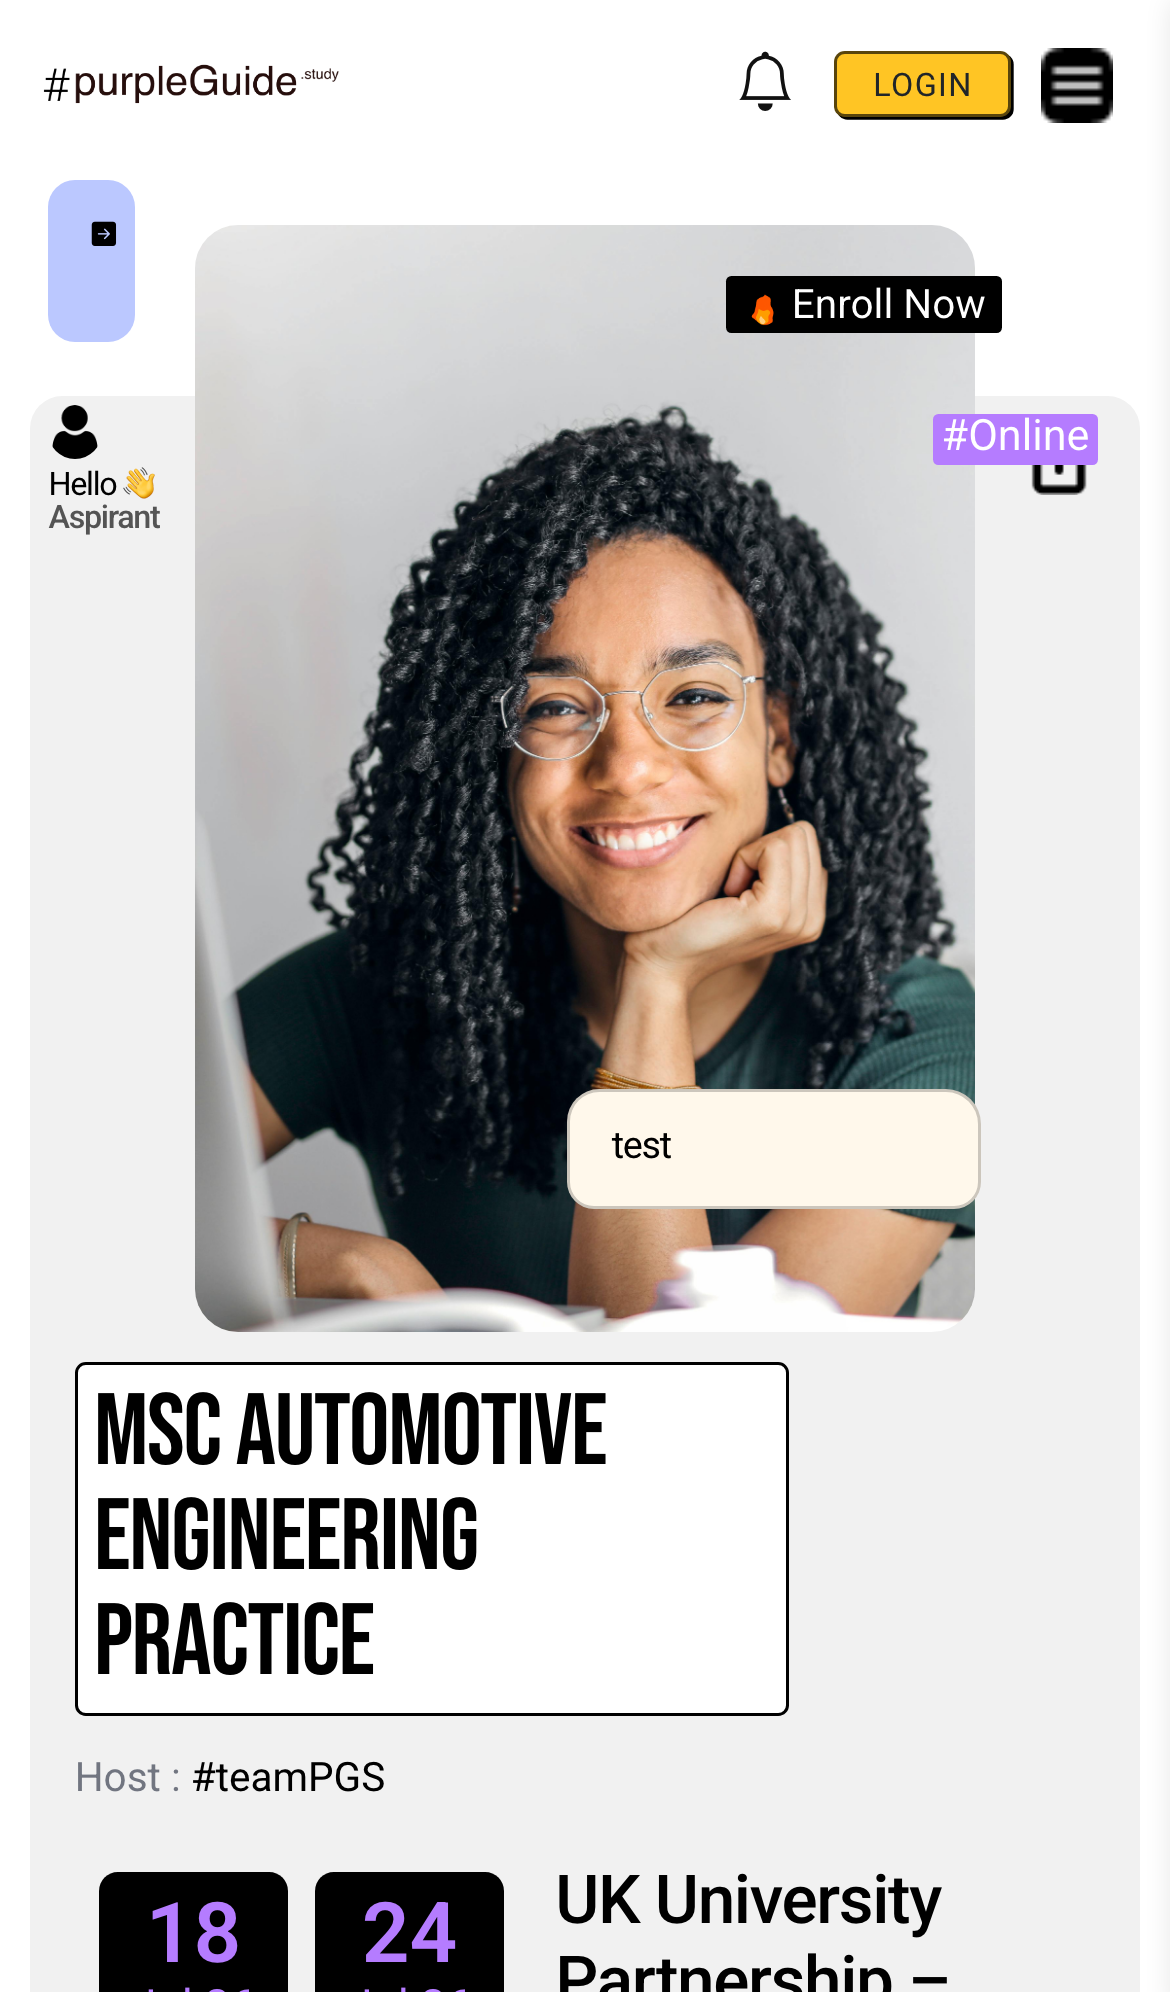 #purpleGuide.study
LOGIN
Enroll Now
#Online
Hello 👋
Aspirant
test
MSC AUTOMOTIVE
ENGINEERING
PRACTICE
Host : #teamPGS
18
24
UK University
Partnership –